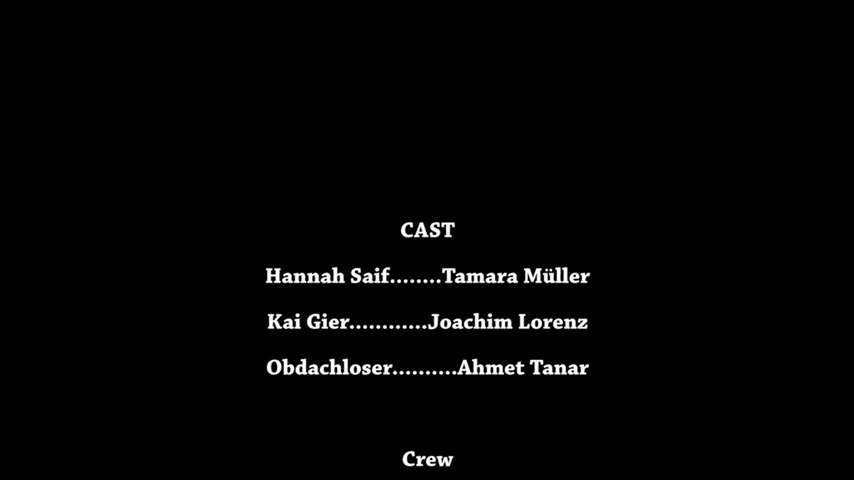 CAST
Hannah Saif........Tamara Müller
Kai Gier............Joachim Lorenz
Obdachloser..........Ahmet Tanar
Crew